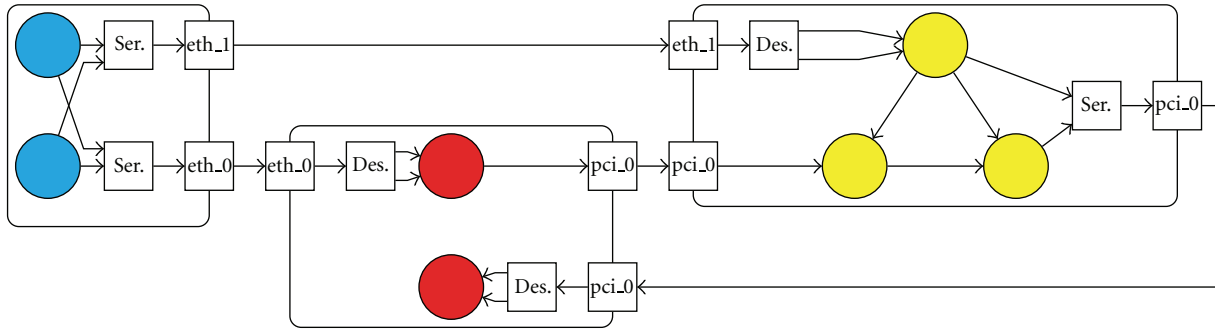 Ser.
eth_1
eth_1
Des.
Ser.
pci_0
Ser.
eth_0
eth_0
Des.
pci_0
pci_0
Des.
pci_0